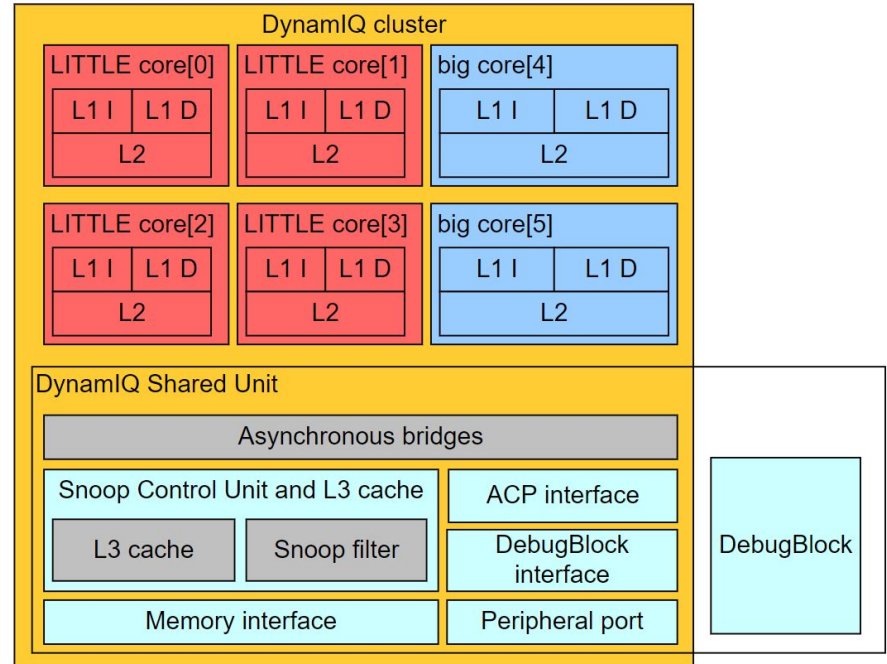 DynamIQ cluster
LITTLE core[0]
L1 I
L1 D
L2
LITTLE core[1]
L1 I
L1 D
L2
big core[4]
L1 I
L1 D
L2
LITTLE core[2]
L1 I
L1 D
L2
LITTLE core[3]
L1 I
L1 D
L2
big core[5]
L1 I
L1 D
L2
DynamIQ Shared Unit
Asynchronous bridges
Snoop Control Unit and L3 cache
L3 cache
Snoop filter
ACP interface
DebugBlock
interface
Memory interface
Peripheral port
DebugBlock